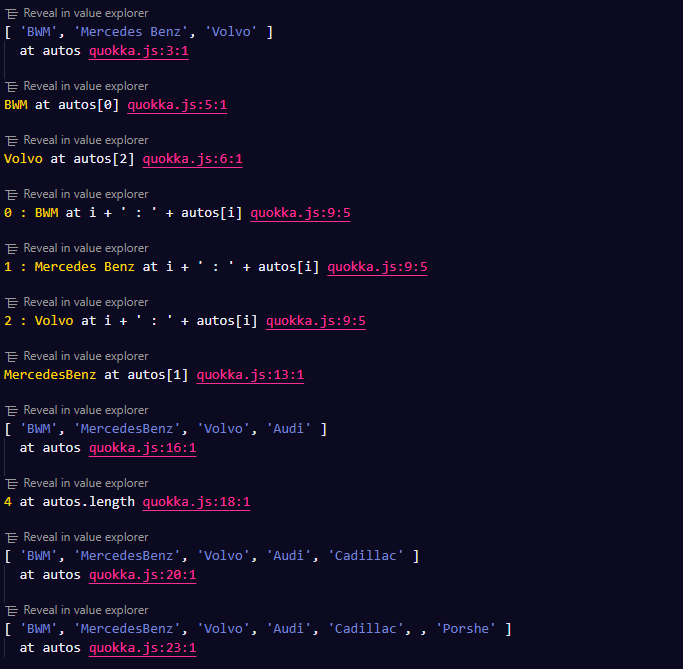 Reveal in value explorer
[ 'BWM', 'Mercedes Benz', 'Volvo' ]
at autos quokka.js:3:1
Reveal in value explorer
BWM at autos[0] quokka.js:5:1
Reveal in value explorer
Volvo at autos[2] quokka.js:6:1
Reveal in value explorer
0 : BWM at i + ' : ' + autos[i] quokka.js:9:5
Reveal in value explorer
1 : Mercedes Benz at i + ' : ' + autos[i] quokka.js:9:5
Reveal in value explorer
2 : Volvo at i + ' : ' + autos[i] quokka.js:9:5
Reveal in value explorer
MercedesBenz at autos[1] quokka.js:13:1
Reveal in value explorer
[ 'BWM', 'MercedesBenz', 'Volvo', 'Audi' ]
at autos quokka.js:16:1
Reveal in value explorer
4 at autos.length quokka.js:18:1
Reveal in value explorer
[ 'BWM', 'MercedesBenz', 'Volvo', 'Audi', 'Cadillac' ]
at autos quokka.js:20:1
Reveal in value explorer
[ 'BWM', 'MercedesBenz', 'Volvo', 'Audi', 'Cadillac', , 'Porshe' ]
at autos quokka.js:23:1